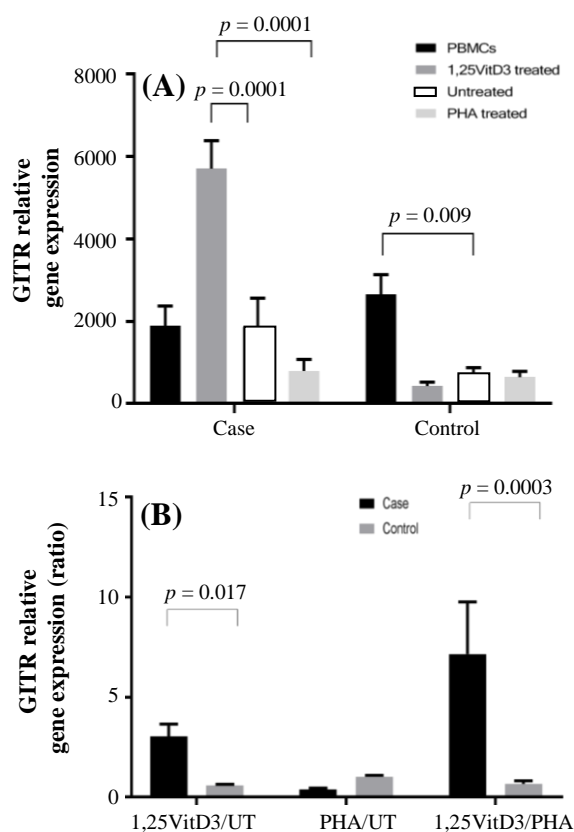 p = 0.0001
PBMCs
1,25VitD3 treated
Untreated
PHA treated
(A)
p = 0.0001
p = 0.009
8000
6000
4000
2000
0
GITR relative
gene expression
Case
Control
(B)
Case
Control
p = 0.0003
p = 0.017
15
10
5
0
GITR relative
gene expression (ratio)
1,25VitD3/UT
PHA/UT
1,25VitD3/PHA